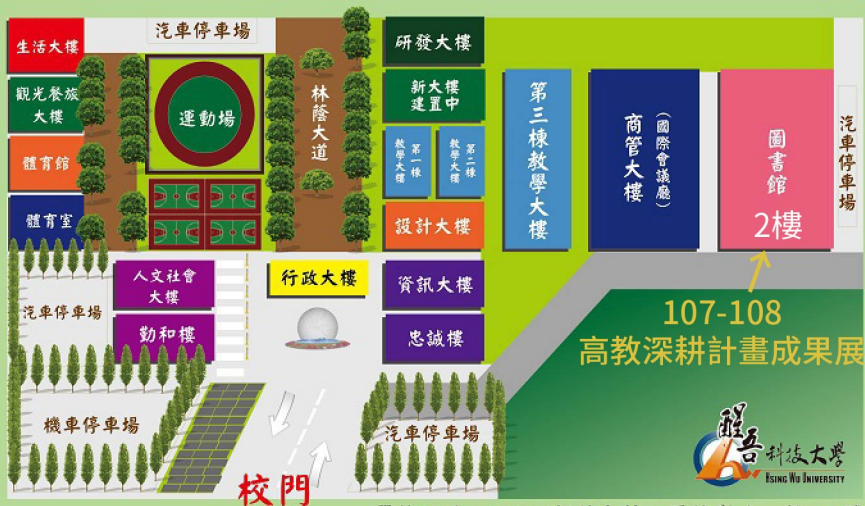 汽車停車場
生活大樓
觀光餐旅
大樓
體育館
體育室
運動場
林蔭大道
研發大樓
新大樓
建置中
第一棟
教學大樓
第二棟
教學大樓
設計大樓
第三棟教學大樓
商管大樓
(國際會議廳)
圖書館
2樓
汽車停車場
人文社會
大樓
勤和樓
行政大樓
資訊大樓
忠誠樓
汽車停車場
機車停車場
汽車停車場
校門
107-108
高教深耕計畫成果展
醒吾科技大學
HSING WU UNIVERSITY